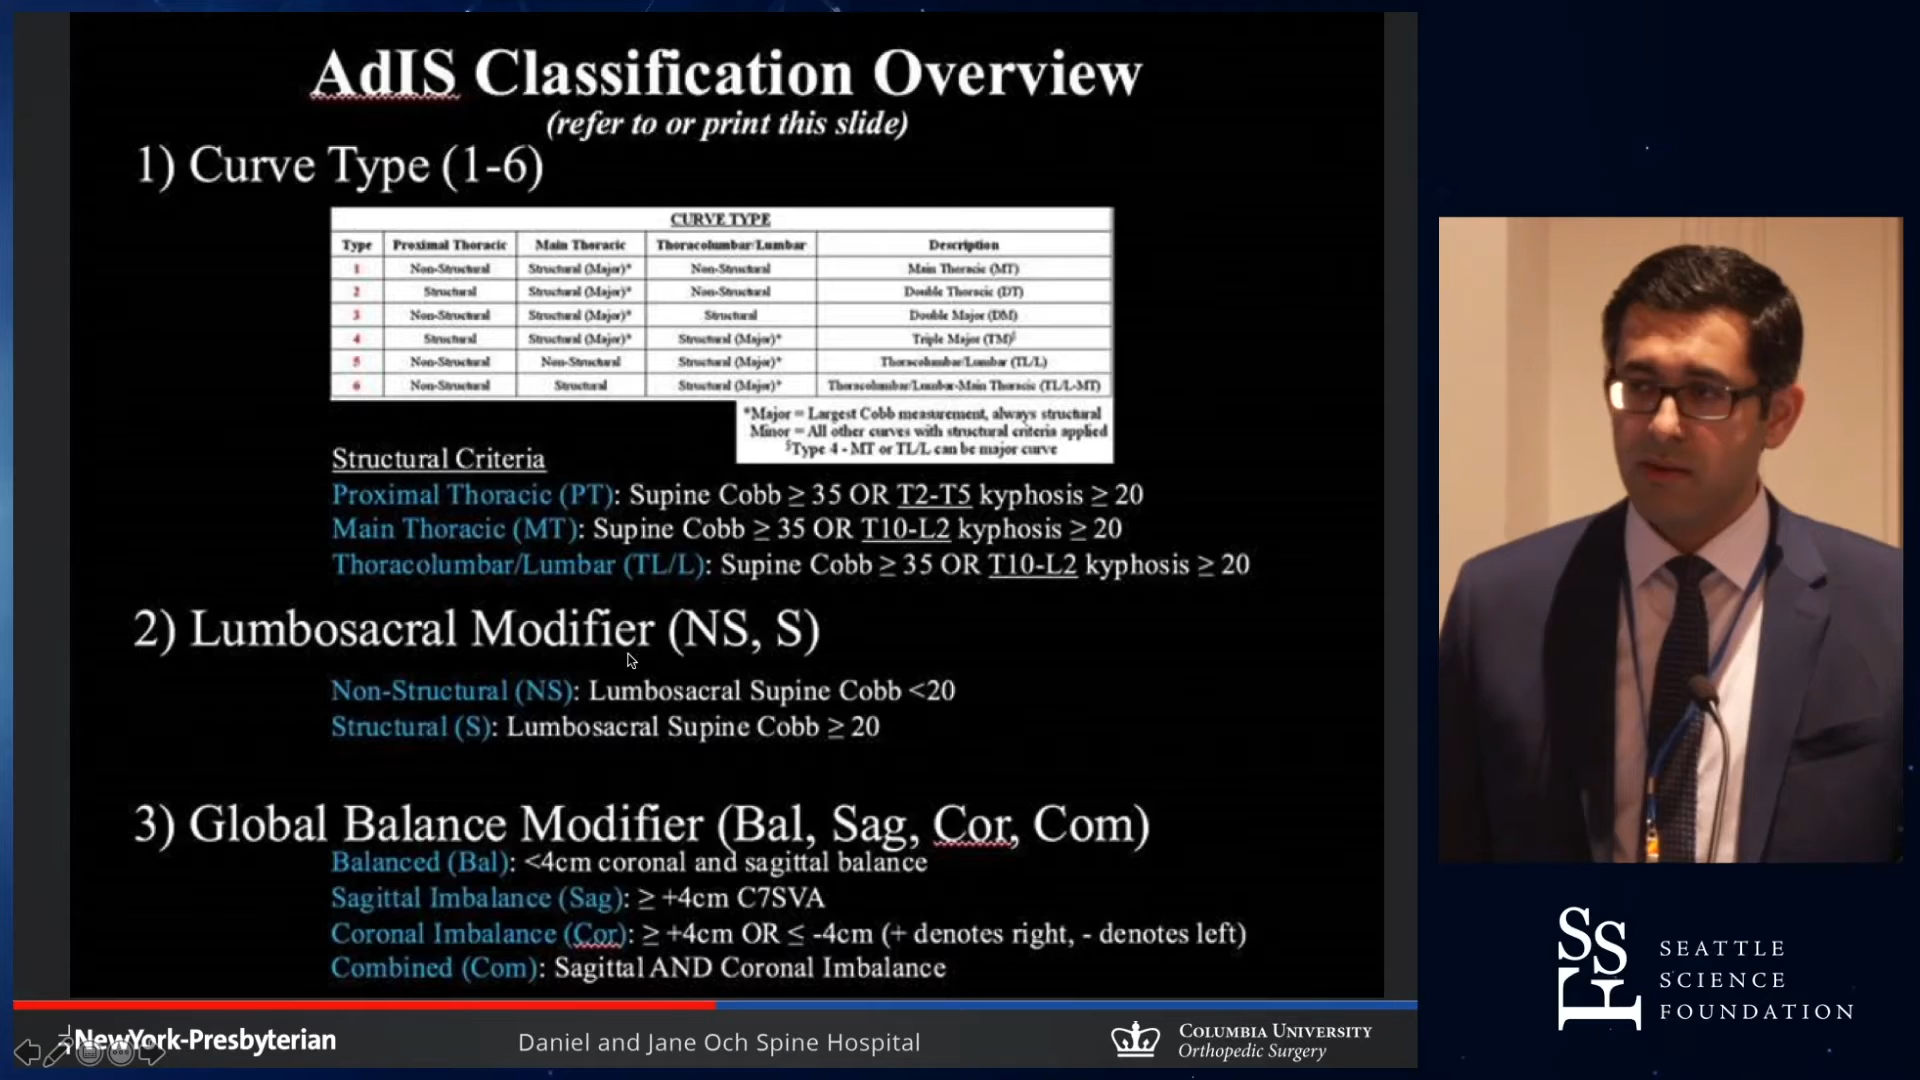 AdIS Classification Overview
(refer to or print this slide)
1) Curve Type (1-6)
CURVE TYPE
Type Proximal Thoracic Main Thoracic Thoracolumbar/Lumbar Description
1 Non-Structural Structural (Major)* Non-Structural Main Thoracic (MT)
2 Structural Structural (Major)* Non-Structural Double Thoracic (DT)
3 Non-Structural Structural (Major)* Structural Double Major (DM)
4 Structural Structural (Major)* Structural (Major)* Triple Major (TM)§
5 Non-Structural Non-Structural Structural (Major)* Thoracolumbar/Lumbar (TL/L)
6 Non-Structural Structural Structural (Major)* Thoracolumbar/Lumbar-Main Thoracic (TL/L-MT)
*Major = Largest Cobb measurement, always structural
Minor = All other curves with structural criteria applied
§Type 4 - MT or TL/L can be major curve
Structural Criteria
Proximal Thoracic (PT): Supine Cobb ≥ 35 OR T2-T5 kyphosis ≥ 20
Main Thoracic (MT): Supine Cobb ≥ 35 OR T10-L2 kyphosis ≥ 20
Thoracolumbar/Lumbar (TL/L): Supine Cobb ≥ 35 OR T10-L2 kyphosis ≥ 20
2) Lumbosacral Modifier (NS, S)
Non-Structural (NS): Lumbosacral Supine Cobb <20
Structural (S): Lumbosacral Supine Cobb ≥ 20
3) Global Balance Modifier (Bal, Sag, Cor, Com)
Balanced (Bal): <4cm coronal and sagittal balance
Sagittal Imbalance (Sag): ≥ +4cm C7SVA
Coronal Imbalance (Cor): ≥ +4cm OR ≤ -4cm (+ denotes right, - denotes left)
Combined (Com): Sagittal AND Coronal Imbalance
NewYork-Presbyterian
Daniel and Jane Och Spine Hospital
COLUMBIA UNIVERSITY
Orthopedic Surgery
SSF
SEATTLE
SCIENCE
FOUNDATION